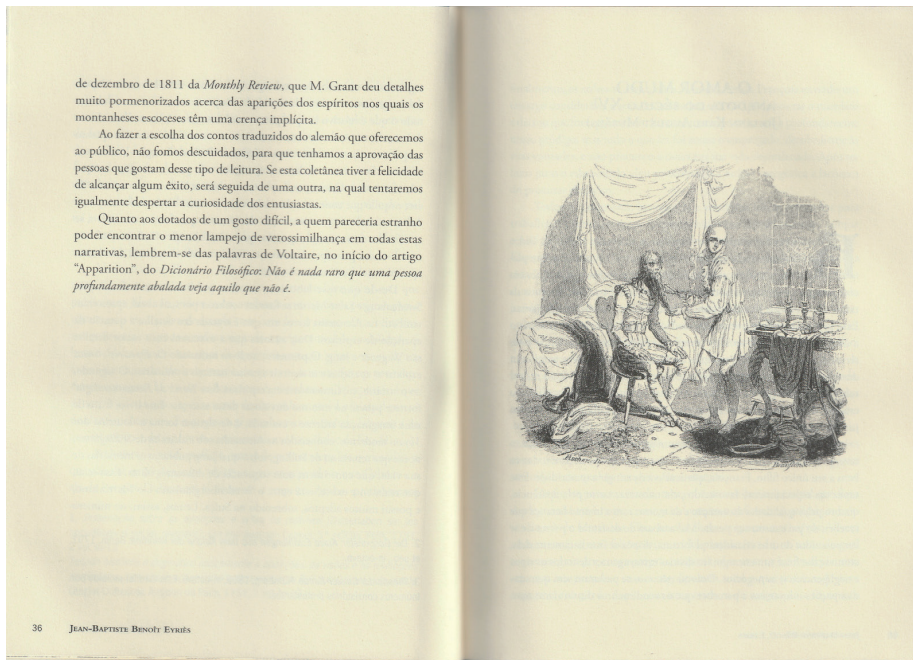 de dezembro de 1811 da Monthly Review, que M. Grant deu detalhes
muito pormenorizados acerca das aparições dos espíritos nos quais os
montanheses escoceses têm uma crença implícita.
Ao fazer a escolha dos contos traduzidos do alemão que oferecemos
ao público, não fomos descuidados, para que tenhamos a aprovação das
pessoas que gostam desse tipo de leitura. Se esta coletânea tiver a felicidade
de alcançar algum êxito, será seguida de uma outra, na qual tentaremos
igualmente despertar a curiosidade dos entusiastas.
Quanto aos dotados de um gosto difícil, a quem pareceria estranho
poder encontrar o menor lampejo de verossimilhança em todas estas
narrativas, lembrem-se das palavras de Voltaire, no início do artigo
“Apparition”, do Dicionário Filosófico: Não é nada raro que uma pessoa
profundamente abalada veja aquilo que não é.
36 Jean-Baptiste Benoît Eyriès